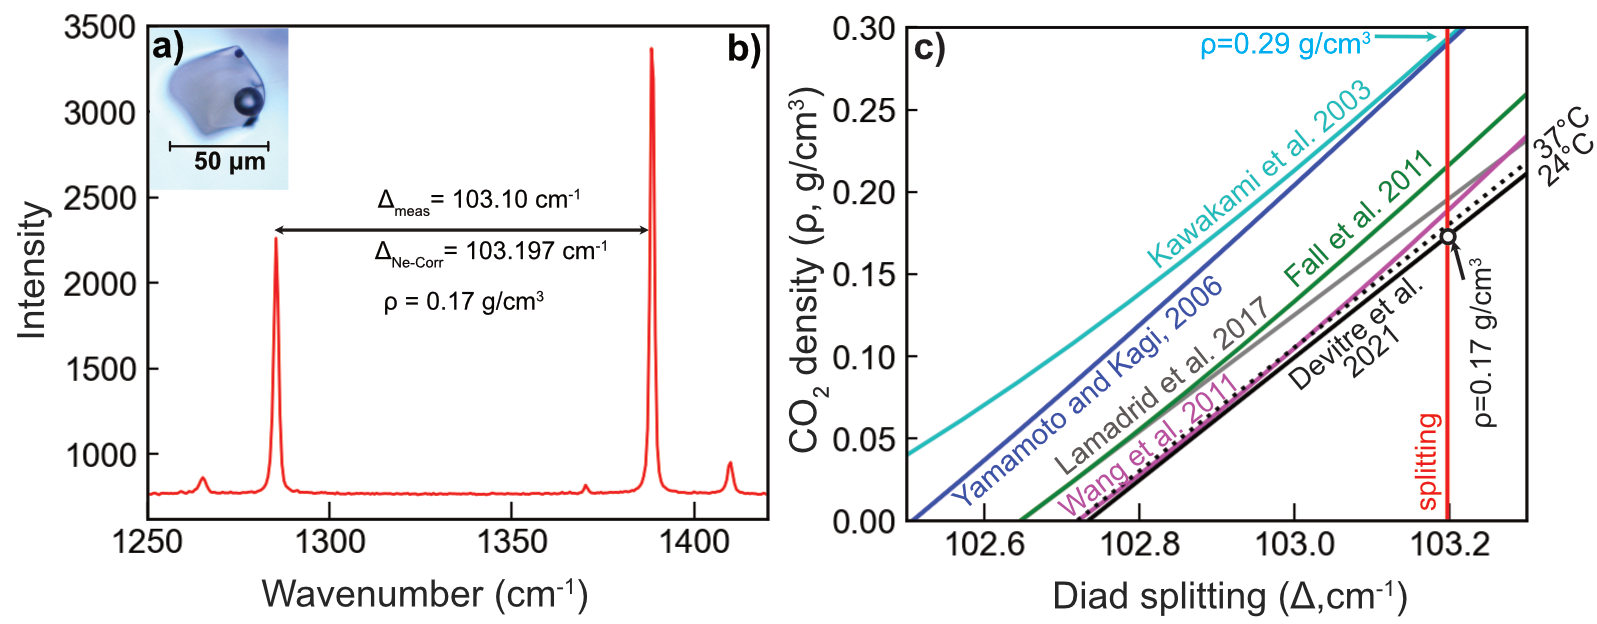 a)
50 µm
b)
3500
3000
2500
2000
1500
1000
Intensity
Δmeas= 103.10 cm⁻¹
ΔNe-Corr= 103.197 cm⁻¹
ρ = 0.17 g/cm³
1250
1300
1350
1400
Wavenumber (cm⁻¹)
c)
0.30
0.25
0.20
0.15
0.10
0.05
0.00
CO₂ density (ρ, g/cm³)
ρ=0.29 g/cm³
Kawakami et al. 2003
Yamamoto and Kagi, 2006
Fall et al. 2011
Lamadrid et al. 2017
Wang et al. 2011
Devitre et al.
2021
37°C
24°C
ρ=0.17 g/cm³
splitting
102.6
102.8
103.0
103.2
Diad splitting (Δ,cm⁻¹)